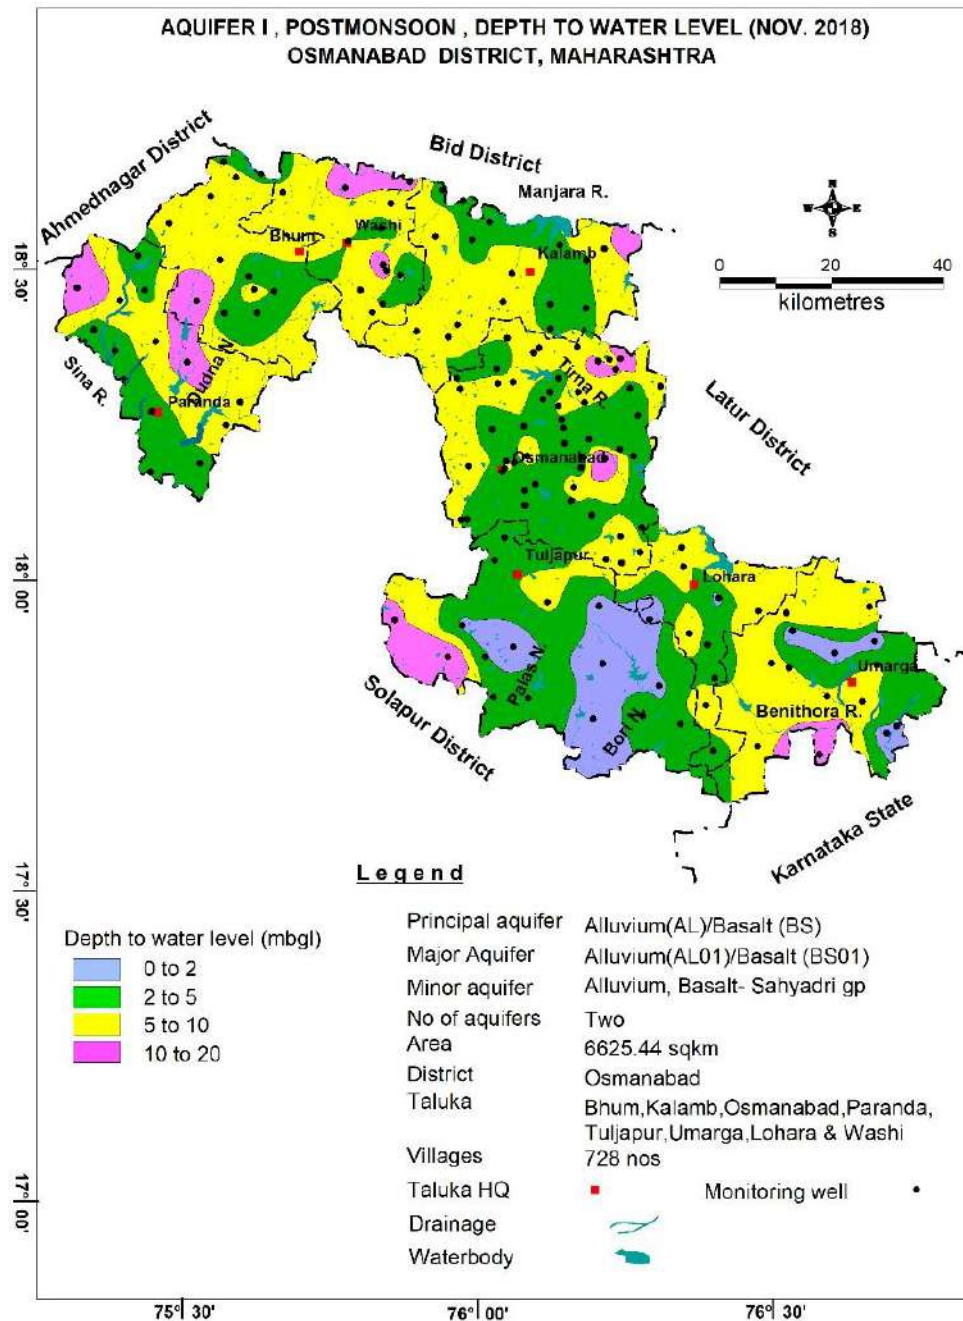 AQUIFER I , POSTMONSOON , DEPTH TO WATER LEVEL (NOV. 2018)
OSMANABAD DISTRICT, MAHARASHTRA
Ahmednagar District
Bid District
Manjara R.
N
W E
S
Bhum
Washi
Kalamb
0 20 40
kilometres
18° 30'
Sina R.
Dudna N.
Paranda
Tirna R.
Latur District
Osmanabad
18° 00'
Tuljapur
Lohara
Solapur District
Palas N.
Bori N.
Umarga
Benithora R.
Karnataka State
17° 30'
Legend
Depth to water level (mbgl)
0 to 2
2 to 5
5 to 10
10 to 20
Principal aquifer Alluvium(AL)/Basalt (BS)
Major Aquifer Alluvium(AL01)/Basalt (BS01)
Minor aquifer Alluvium, Basalt- Sahyadri gp
No of aquifers Two
Area 6625.44 sqkm
District Osmanabad
Taluka Bhum,Kalamb,Osmanabad,Paranda,
Tuljapur,Umarga,Lohara & Washi
Villages 728 nos
Taluka HQ Monitoring well
Drainage
Waterbody
17° 00'
75° 30' 76° 00' 76° 30'